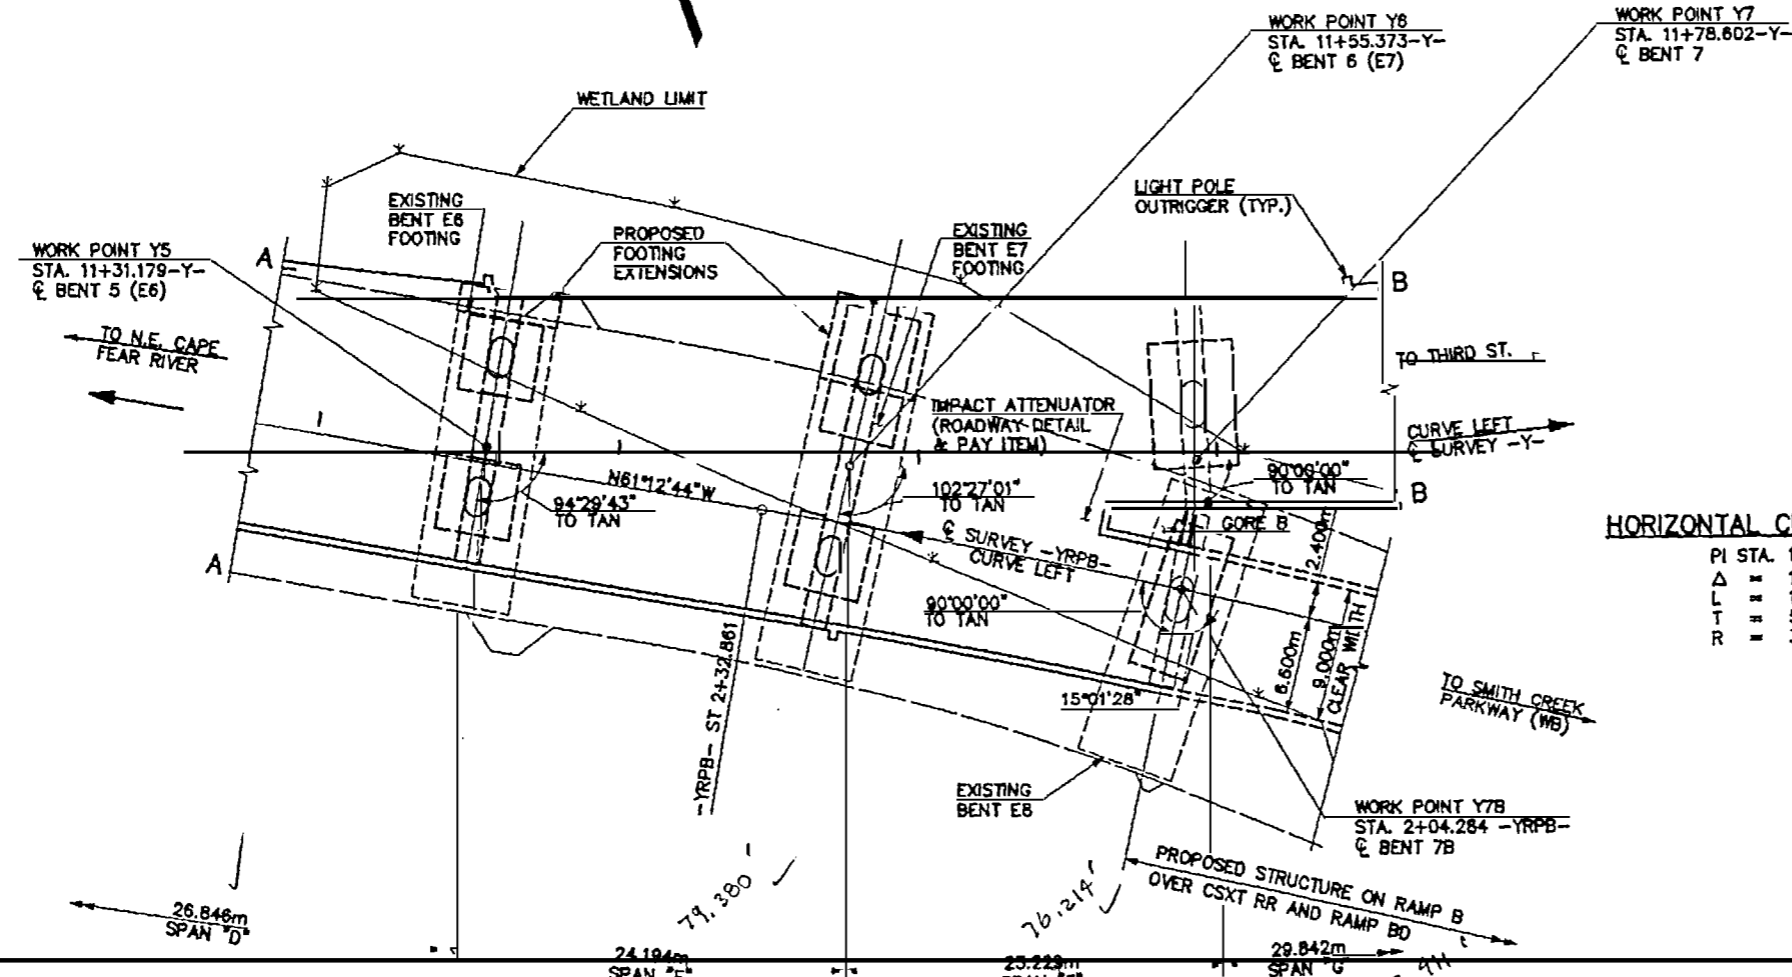 WORK POINT Y6
STA. 11+55.373-Y-
℄ BENT 6 (E7)
WORK POINT Y7
STA. 11+78.602-Y-
℄ BENT 7
WETLAND LIMIT
EXISTING
BENT E6
FOOTING
PROPOSED
FOOTING
EXTENSIONS
EXISTING
BENT E7
FOOTING
LIGHT POLE
OUTRIGGER (TYP.)
WORK POINT Y5
STA. 11+31.179-Y-
℄ BENT 5 (E6)
A
B
TO N.E. CAPE
FEAR RIVER
TO THIRD ST.
IMPACT ATTENUATOR
(ROADWAY DETAIL
& PAY ITEM)
CURVE LEFT
℄ SURVEY -Y-
N61°12'44"W
94°29'43"
TO TAN
102°27'01"
TO TAN
90°00'00"
TO TAN
B
GORE B
℄ SURVEY -YRPB-
CURVE LEFT
2.400m
HORIZONTAL C
PI STA. 1
Δ =
L =
T =
R =
A
90°00'00"
TO TAN
6.600m
9.000m
CLEAR WIDTH
15°01'28"
-YRPB- ST 2+32.861
TO SMITH CREEK
PARKWAY (WB)
EXISTING
BENT E8
WORK POINT Y7B
STA. 2+04.284 -YRPB-
℄ BENT 7B
PROPOSED STRUCTURE ON RAMP B
OVER CSXT RR AND RAMP BD
79.380'
76.214'
26.846m
SPAN "D"
24.194m
SPAN "E"
23.229m
29.842m
SPAN "G"